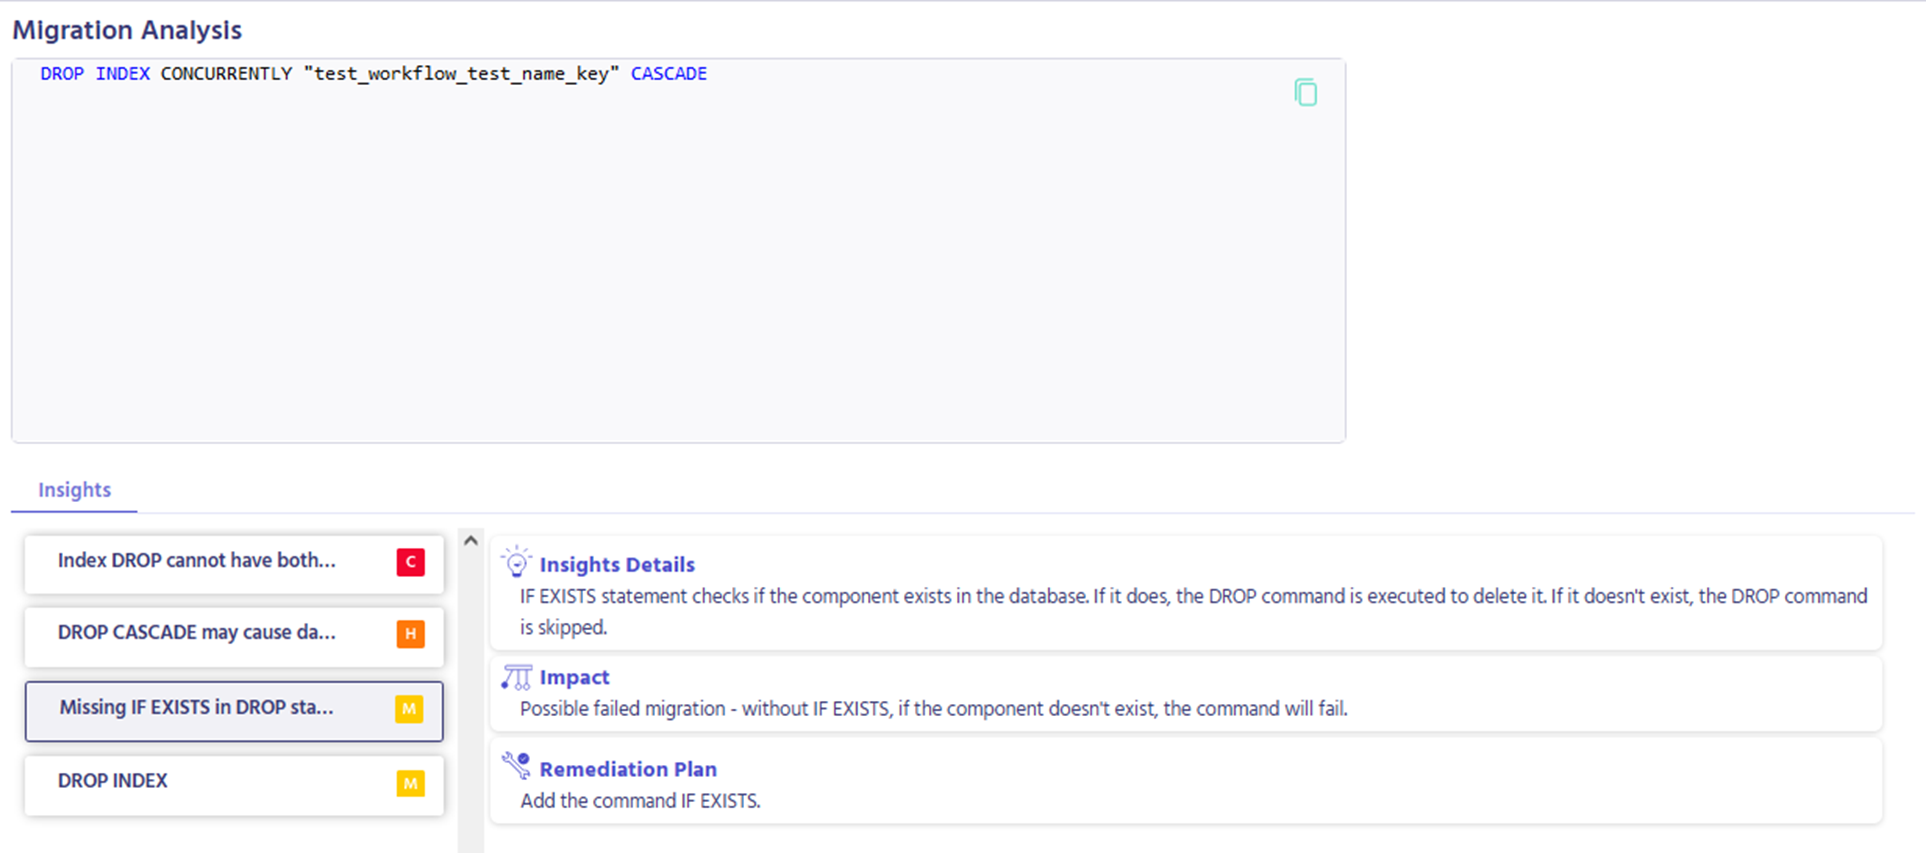 Migration Analysis
DROP INDEX CONCURRENTLY "test_workflow_test_name_key" CASCADE
Insights
Index DROP cannot have both...
C
DROP CASCADE may cause da...
H
Missing IF EXISTS in DROP sta...
M
DROP INDEX
M
Insights Details
IF EXISTS statement checks if the component exists in the database. If it does, the DROP command is executed to delete it. If it doesn't exist, the DROP command
is skipped.
Impact
Possible failed migration - without IF EXISTS, if the component doesn't exist, the command will fail.
Remediation Plan
Add the command IF EXISTS.